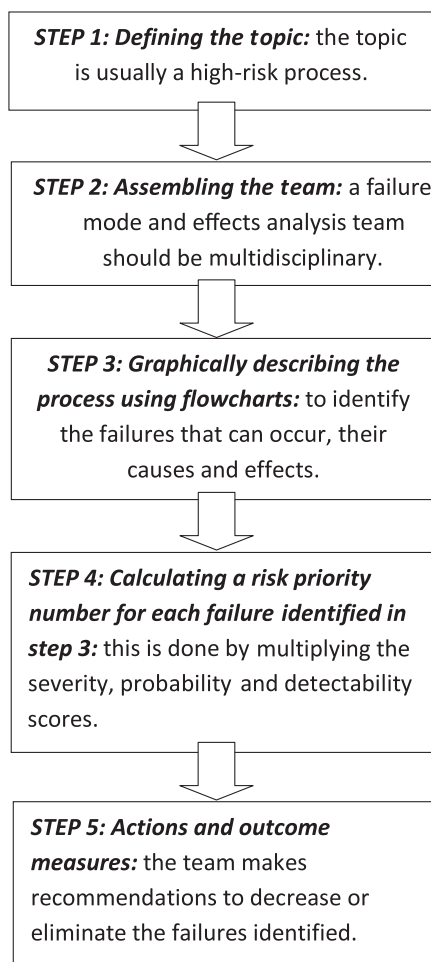 STEP 1: Defining the topic: the topic
is usually a high-risk process.
STEP 2: Assembling the team: a failure
mode and effects analysis team
should be multidisciplinary.
STEP 3: Graphically describing the
process using flowcharts: to identify
the failures that can occur, their
causes and effects.
STEP 4: Calculating a risk priority
number for each failure identified in
step 3: this is done by multiplying the
severity, probability and detectability
scores.
STEP 5: Actions and outcome
measures: the team makes
recommendations to decrease or
eliminate the failures identified.